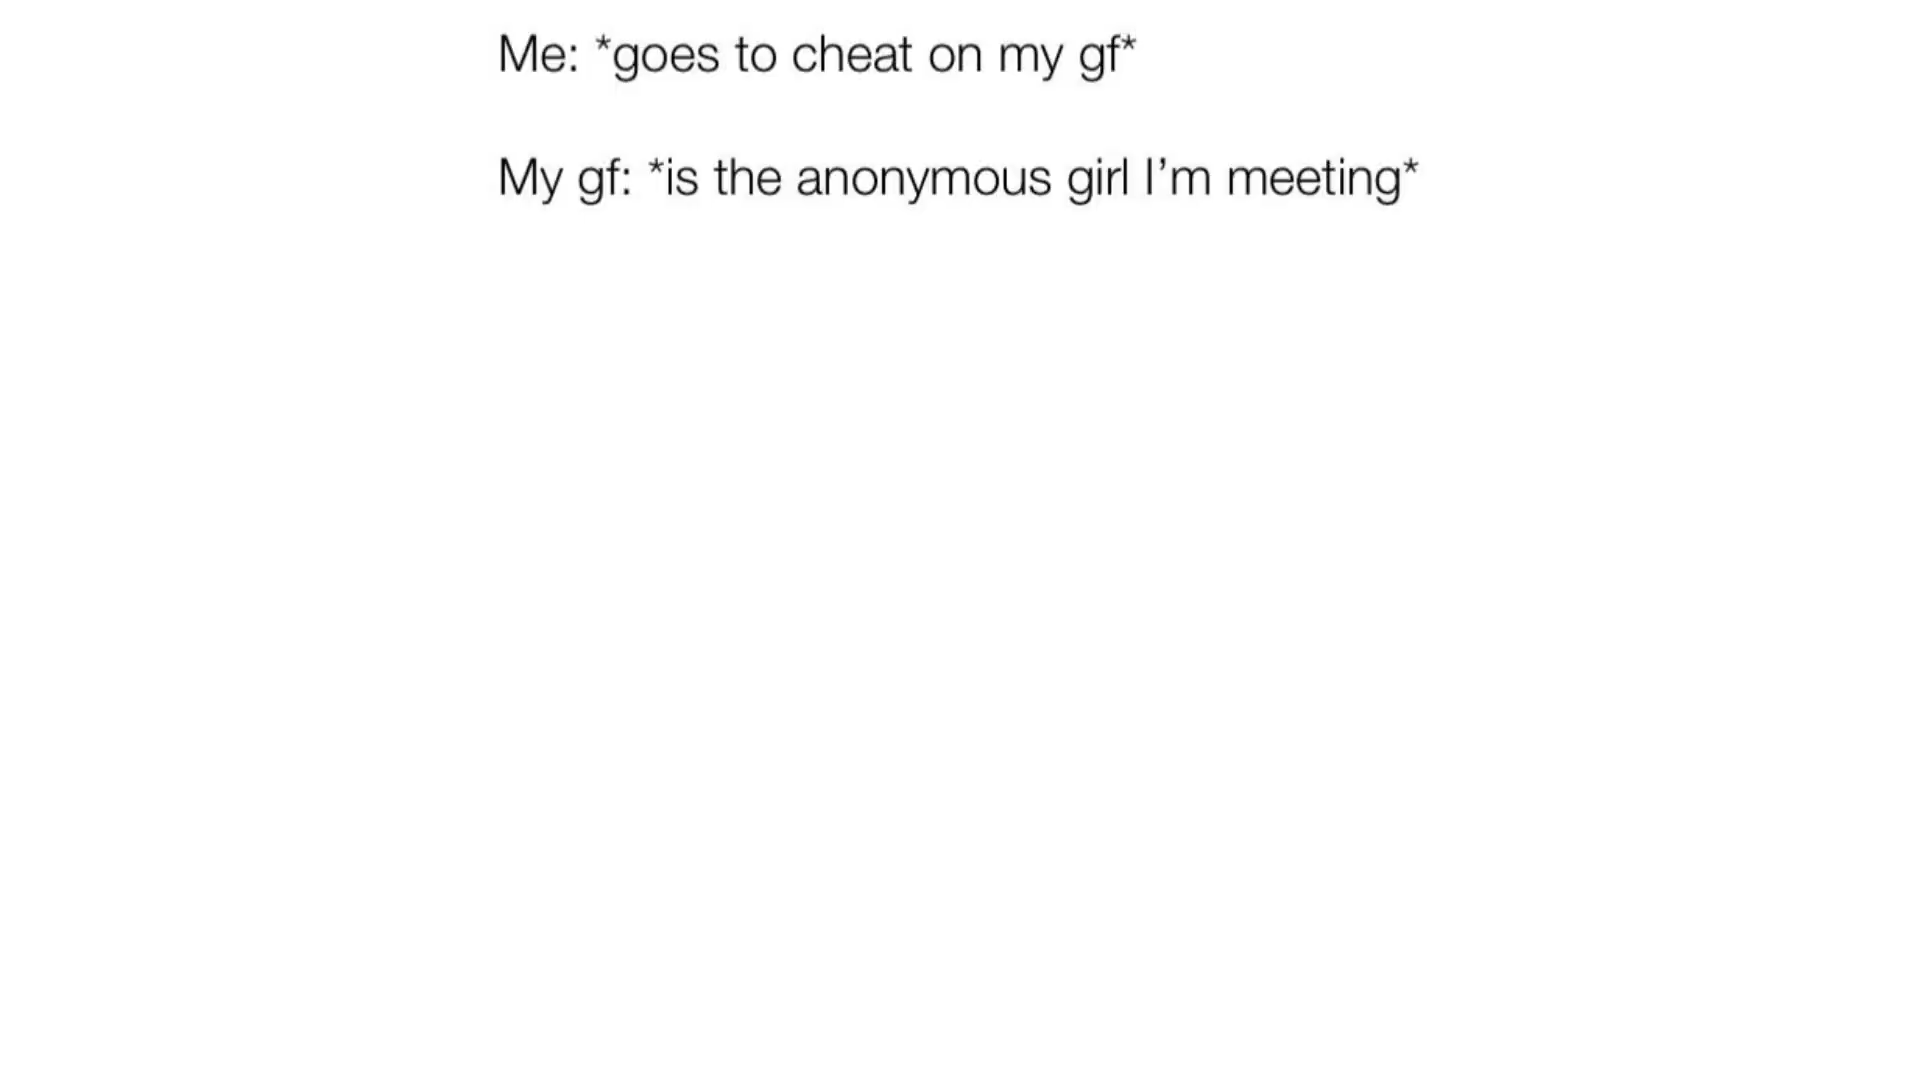 Me: *goes to cheat on my gf*
My gf: *is the anonymous girl I’m meeting*